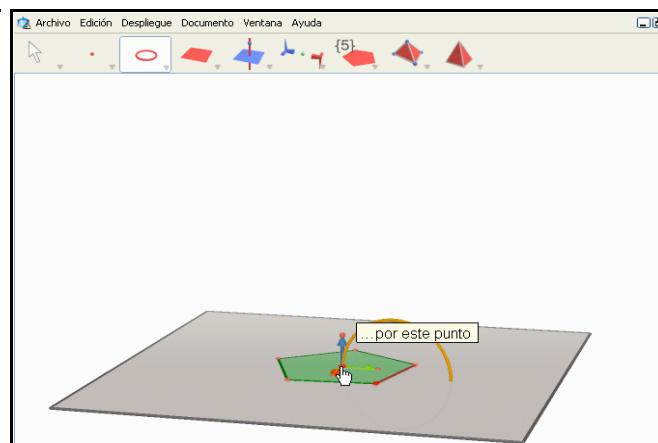 Archivo Edición Despliegue Documento Ventana Ayuda
{5}
...por este punto